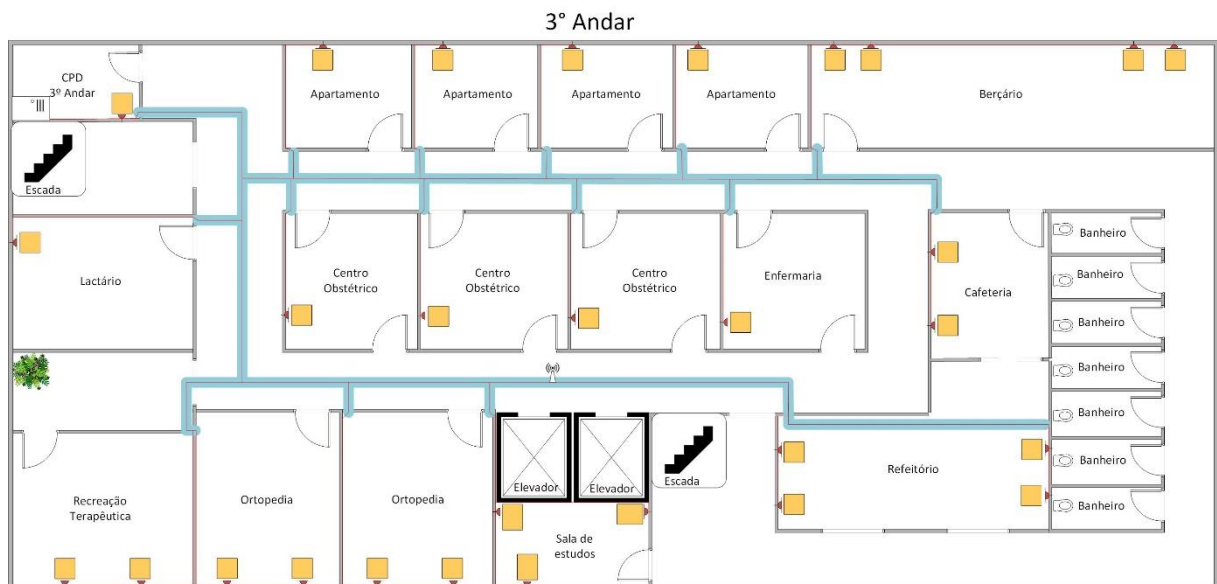 3° Andar
CPD
3º Andar
Apartamento
Apartamento
Apartamento
Apartamento
Berçário
Escada
Lactário
Centro
Obstétrico
Centro
Obstétrico
Centro
Obstétrico
Enfermaria
Cafeteria
Banheiro
Banheiro
Banheiro
Banheiro
Banheiro
Banheiro
Banheiro
Recreação
Terapêutica
Ortopedia
Ortopedia
Elevador
Elevador
Escada
Sala de
estudos
Refeitório